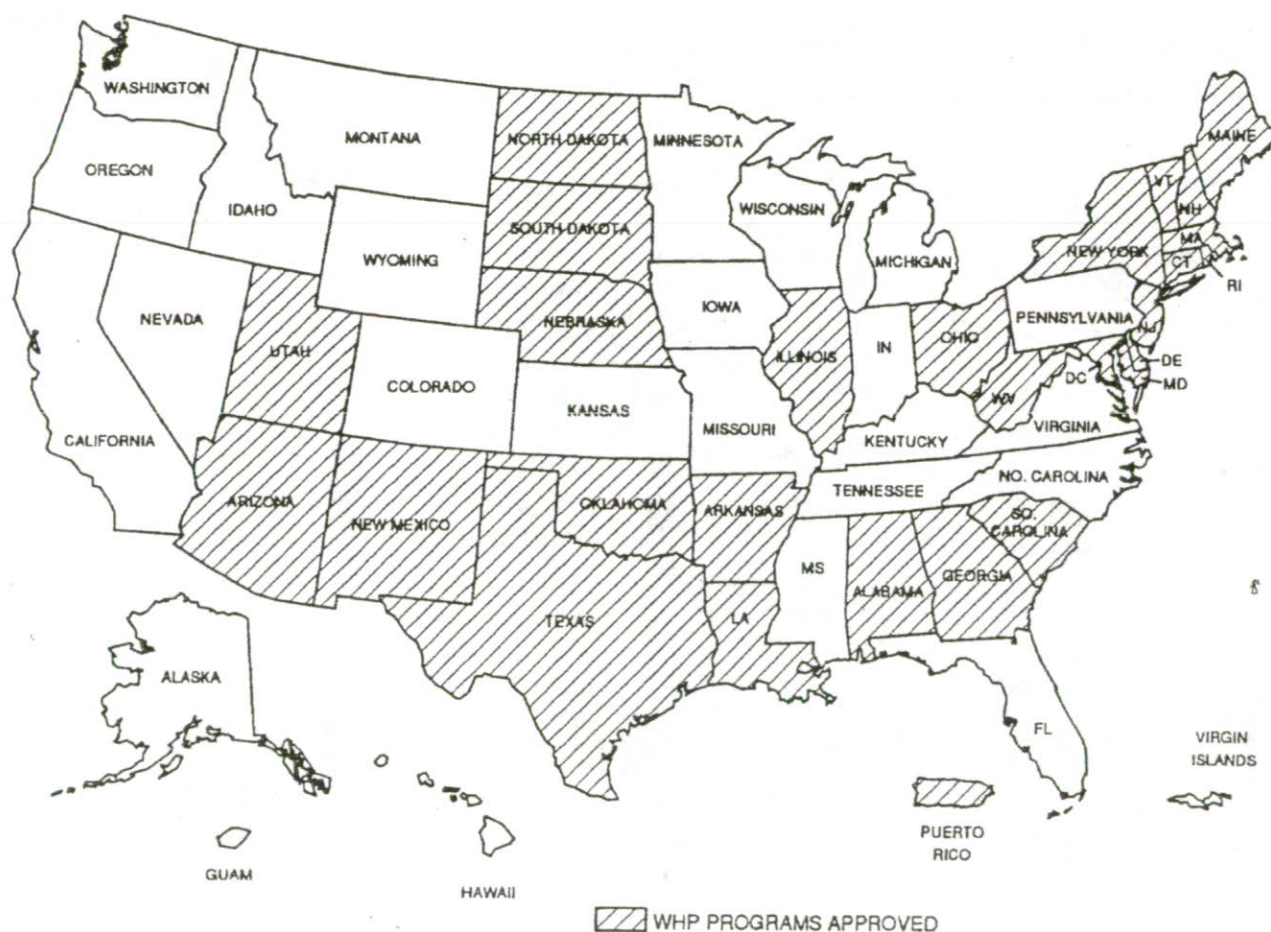 WASHINGTON
MONTANA
NORTH DAKOTA
MINNESOTA
MAINE
OREGON
IDAHO
WYOMING
SOUTH DAKOTA
WISCONSIN
MICHIGAN
VT
NH
NEW YORK
MA
CT
RI
NEVADA
UTAH
COLORADO
NEBRASKA
IOWA
ILLINOIS
IN
OHIO
PENNSYLVANIA
NJ
DE
DC
MD
WV
CALIFORNIA
KANSAS
MISSOURI
KENTUCKY
VIRGINIA
ARIZONA
NEW MEXICO
OKLAHOMA
ARKANSAS
TENNESSEE
NO. CAROLINA
SO.
CAROLINA
TEXAS
LA
MS
ALABAMA
GEORGIA
ALASKA
FL
VIRGIN
ISLANDS
PUERTO
RICO
GUAM
HAWAII
WHP PROGRAMS APPROVED